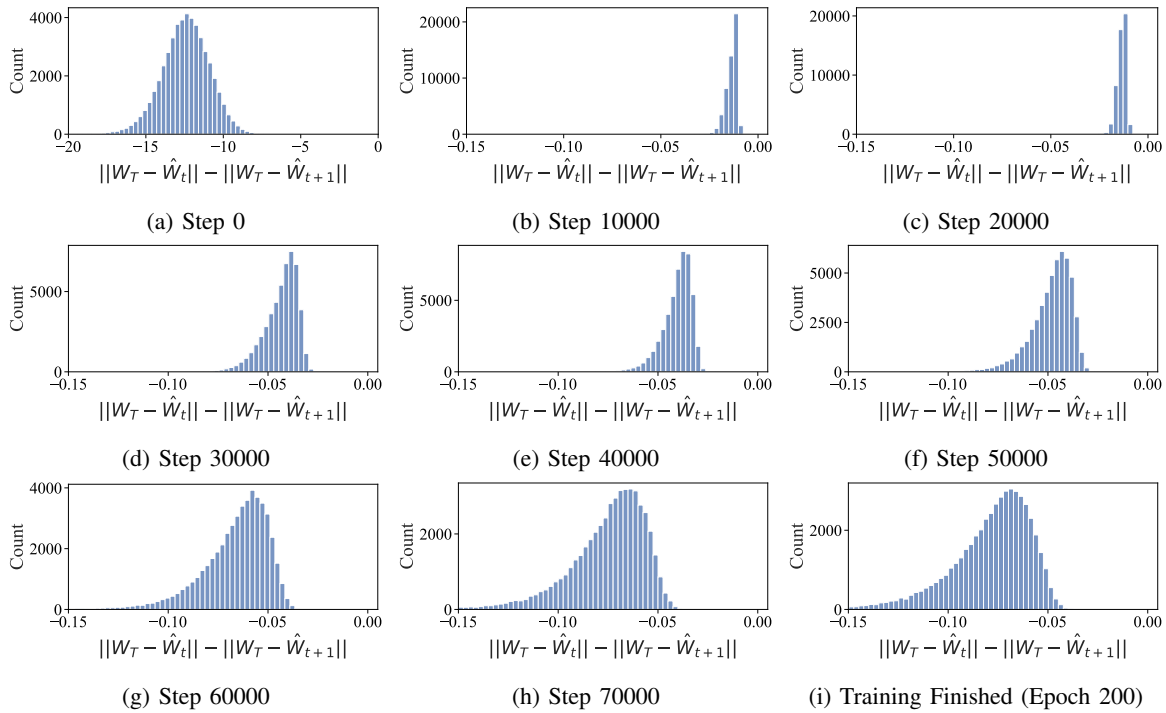 4000
2000
0
Count
−20 −15 −10 −5 0
||W_T − Ŵ_t|| − ||W_T − Ŵ_{t+1}||
(a) Step 0
20000
15000
10000
5000
0
Count
−0.15 −0.10 −0.05 0.00
||W_T − Ŵ_t|| − ||W_T − Ŵ_{t+1}||
(b) Step 10000
20000
10000
0
Count
−0.15 −0.10 −0.05 0.00
||W_T − Ŵ_t|| − ||W_T − Ŵ_{t+1}||
(c) Step 20000
5000
0
Count
−0.15 −0.10 −0.05 0.00
||W_T − Ŵ_t|| − ||W_T − Ŵ_{t+1}||
(d) Step 30000
5000
0
Count
−0.15 −0.10 −0.05 0.00
||W_T − Ŵ_t|| − ||W_T − Ŵ_{t+1}||
(e) Step 40000
5000
2500
0
Count
−0.15 −0.10 −0.05 0.00
||W_T − Ŵ_t|| − ||W_T − Ŵ_{t+1}||
(f) Step 50000
4000
2000
0
Count
−0.15 −0.10 −0.05 0.00
||W_T − Ŵ_t|| − ||W_T − Ŵ_{t+1}||
(g) Step 60000
2000
0
Count
−0.15 −0.10 −0.05 0.00
||W_T − Ŵ_t|| − ||W_T − Ŵ_{t+1}||
(h) Step 70000
2000
0
Count
−0.15 −0.10 −0.05 0.00
||W_T − Ŵ_t|| − ||W_T − Ŵ_{t+1}||
(i) Training Finished (Epoch 200)